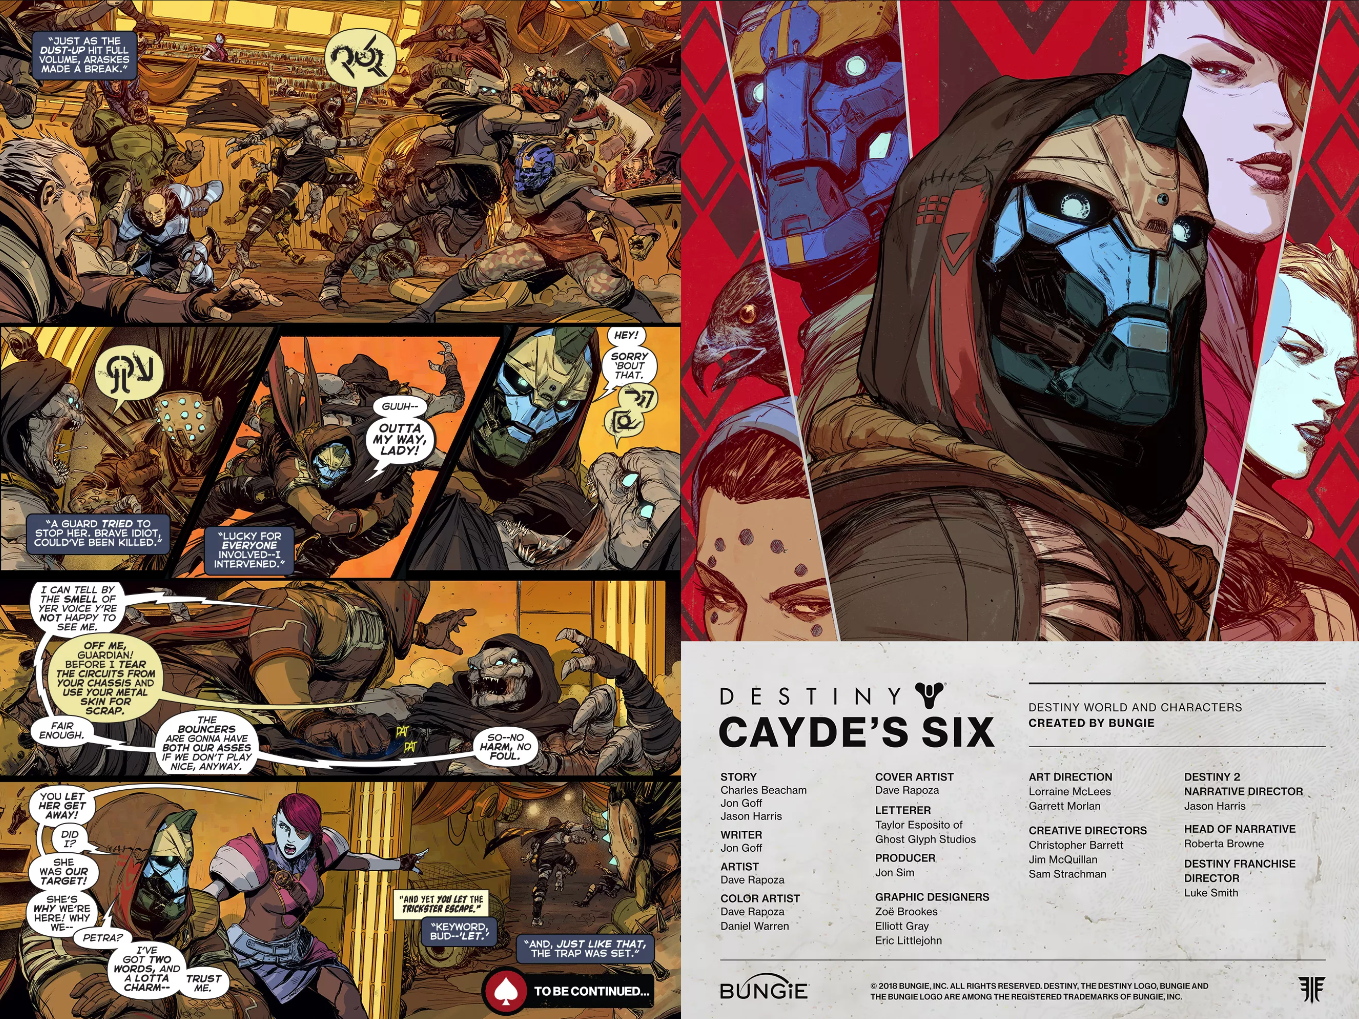 "JUST AS THE
DUST-UP HIT FULL
VOLUME, ARASKES
MADE A BREAK."
"A GUARD TRIED TO
STOP HER. BRAVE IDIOT,
COULD'VE BEEN KILLED."
GUUH--
OUTTA
MY WAY,
LADY!
"LUCKY FOR
EVERYONE
INVOLVED--I
INTERVENED."
HEY!
SORRY
'BOUT
THAT.
I CAN TELL BY
THE SMELL OF
YER VOICE Y'RE
NOT HAPPY TO
SEE ME.
OFF ME,
GUARDIAN!
BEFORE I TEAR
THE CIRCUITS FROM
YOUR CHASSIS AND
USE YOUR METAL
SKIN FOR
SCRAP.
FAIR
ENOUGH.
THE
BOUNCERS
ARE GONNA HAVE
BOTH OUR ASSES
IF WE DON'T PLAY
NICE, ANYWAY.
PAT
PAT
SO--NO
HARM, NO
FOUL.
YOU LET
HER GET
AWAY!
DID
I?
SHE
WAS OUR
TARGET!
SHE'S
WHY WE'RE
HERE! WHY
WE--
PETRA?
I'VE
GOT TWO
WORDS, AND
A LOTTA
CHARM--
TRUST
ME.
"AND YET YOU LET THE
TRICKSTER ESCAPE."
"KEYWORD,
BUD--'LET.'
"AND, JUST LIKE THAT,
THE TRAP WAS SET."
TO BE CONTINUED...
DESTINY
CAYDE'S SIX
DESTINY WORLD AND CHARACTERS
CREATED BY BUNGIE
STORY
Charles Beacham
Jon Goff
Jason Harris
WRITER
Jon Goff
ARTIST
Dave Rapoza
COLOR ARTIST
Dave Rapoza
Daniel Warren
COVER ARTIST
Dave Rapoza
LETTERER
Taylor Esposito of
Ghost Glyph Studios
PRODUCER
Jon Sim
GRAPHIC DESIGNERS
Zoë Brookes
Elliott Gray
Eric Littlejohn
ART DIRECTION
Lorraine McLees
Garrett Morlan
CREATIVE DIRECTORS
Christopher Barrett
Jim McQuillan
Sam Strachman
DESTINY 2
NARRATIVE DIRECTOR
Jason Harris
HEAD OF NARRATIVE
Roberta Browne
DESTINY FRANCHISE
DIRECTOR
Luke Smith
BUNGiE
© 2018 BUNGIE, INC. ALL RIGHTS RESERVED. DESTINY, THE DESTINY LOGO, BUNGIE AND
THE BUNGIE LOGO ARE AMONG THE REGISTERED TRADEMARKS OF BUNGIE, INC.